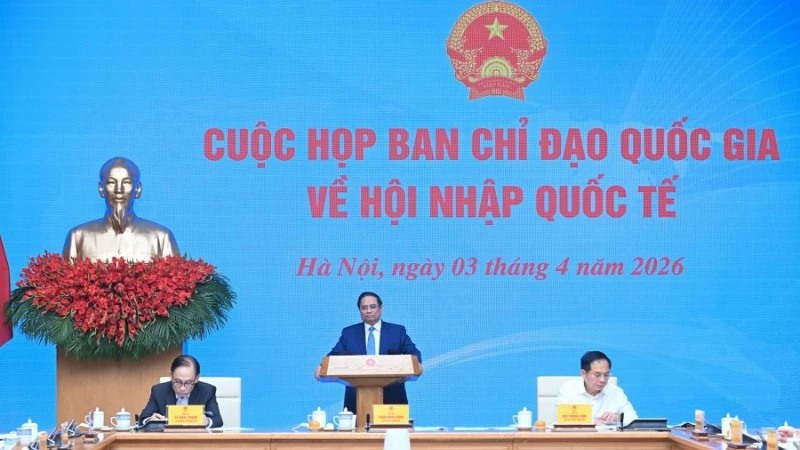 CUỘC HỌP BAN CHỈ ĐẠO QUỐC GIA
VỀ HỘI NHẬP QUỐC TẾ
Hà Nội, ngày 03 tháng 4 năm 2026